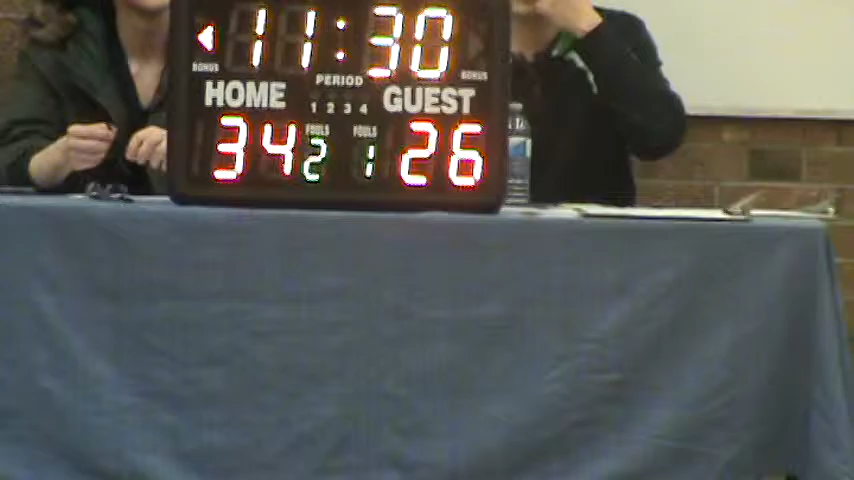 11:30
BONUS PERIOD BONUS
HOME 1 2 3 4 GUEST
FOULS FOULS
34 2 1 26